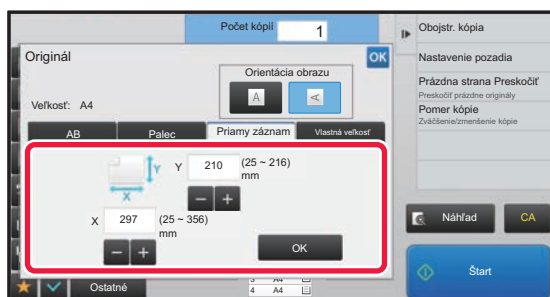 Počet kópií
1
Originál
OK
Orientácia obrazu
A
A
Veľkosť: A4
AB
Palec
Priamy záznam
Vlastná veľkosť
Y
X
Y
210
(25 ~ 216)
mm
X
297
(25 ~ 356)
mm
OK
Ostatné
4 A4
Obojstr. kópia
Nastavenie pozadia
Prázdna strana Preskočiť
Preskočiť prázdne originály
Pomer kópie
Zväčšenie/zmenšenie kópie
Náhľad
CA
Štart